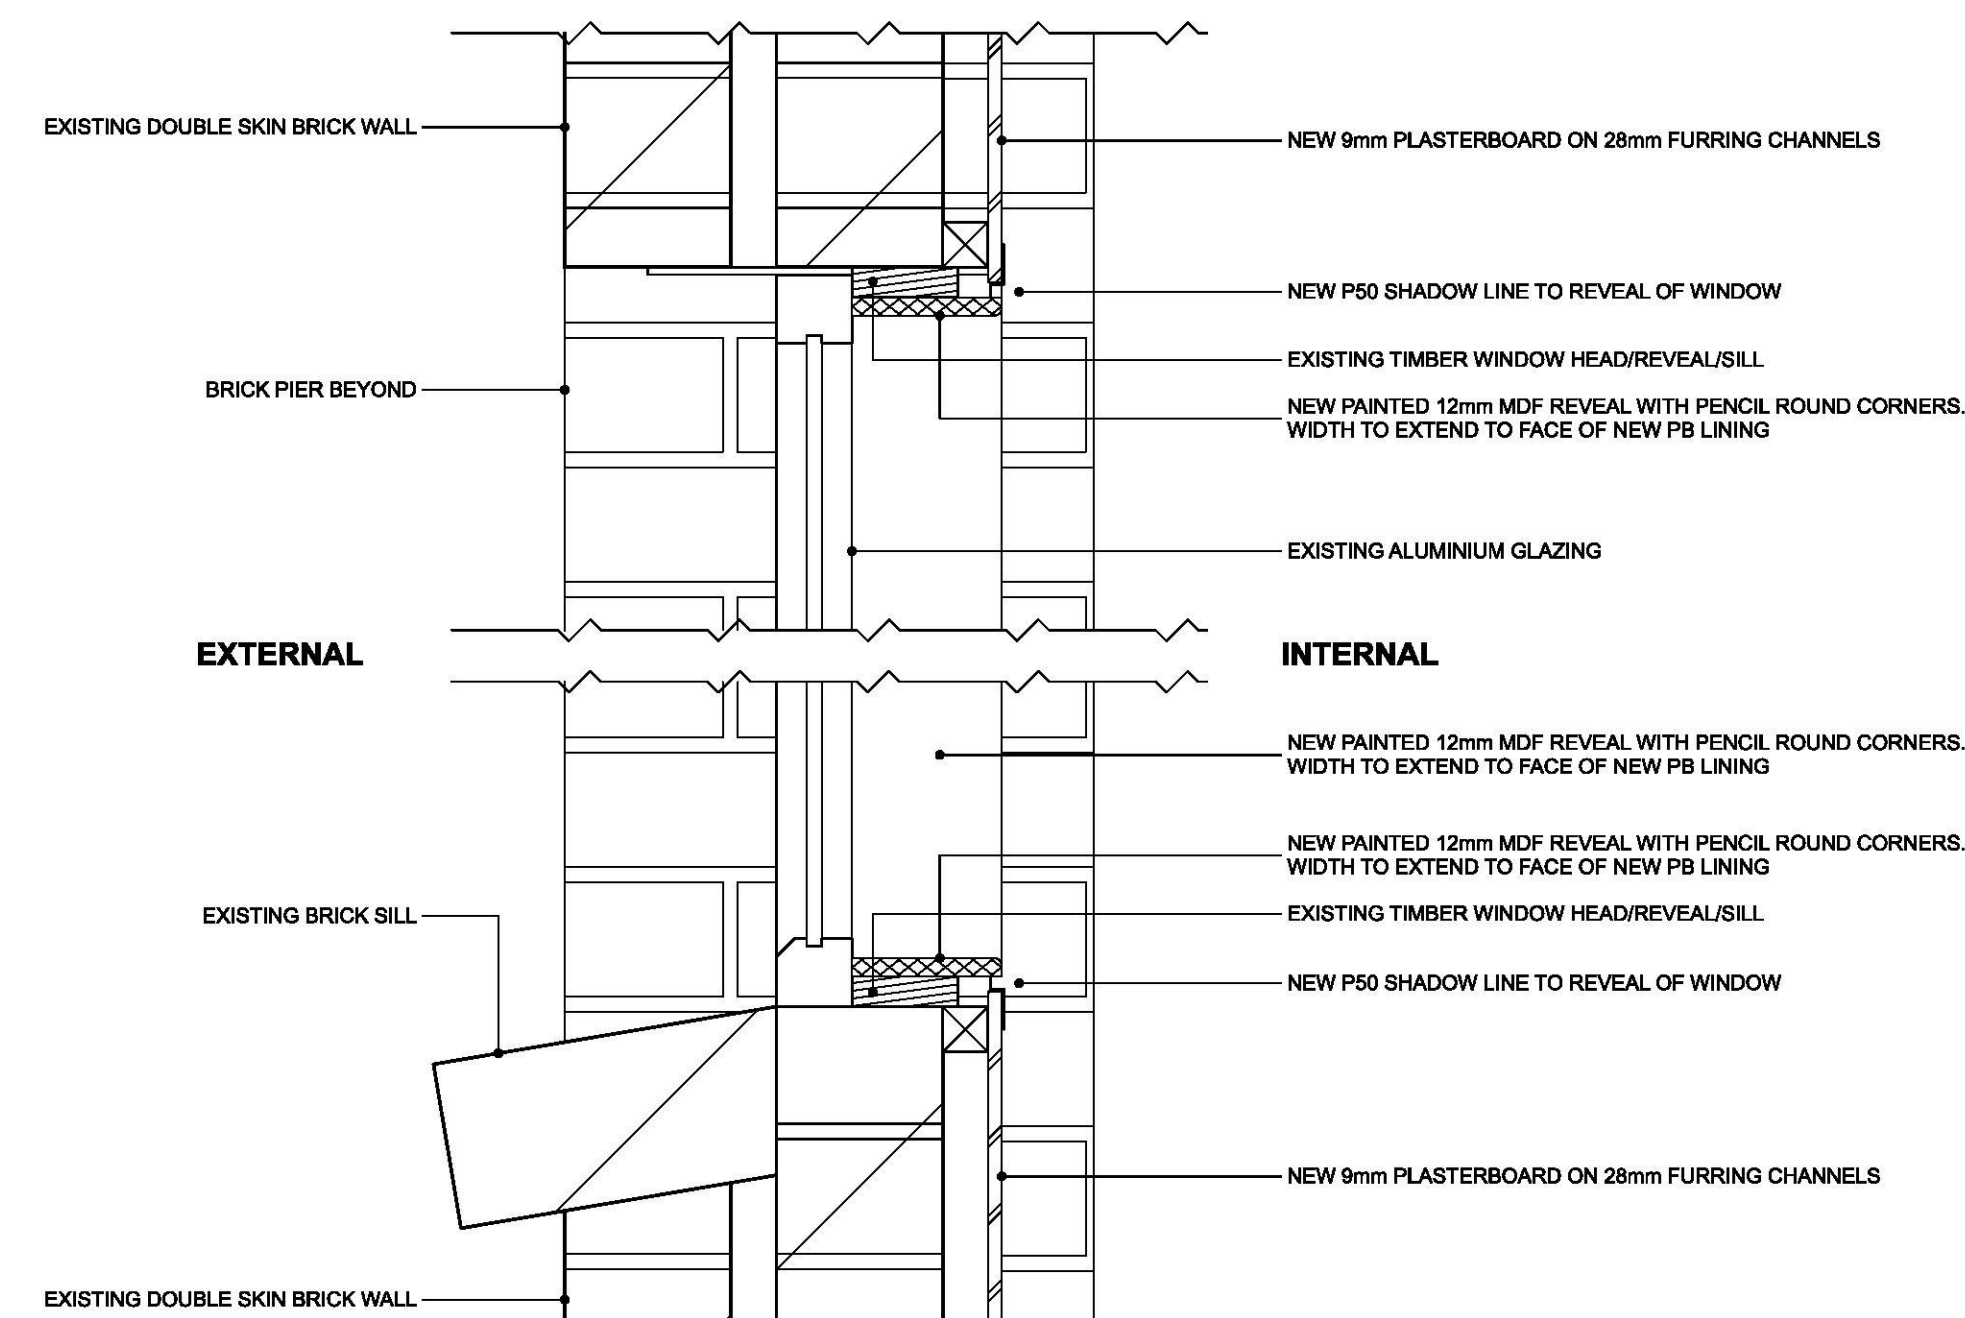 EXISTING DOUBLE SKIN BRICK WALL
NEW 9mm PLASTERBOARD ON 28mm FURRING CHANNELS
NEW P50 SHADOW LINE TO REVEAL OF WINDOW
EXISTING TIMBER WINDOW HEAD/REVEAL/SILL
BRICK PIER BEYOND
NEW PAINTED 12mm MDF REVEAL WITH PENCIL ROUND CORNERS.
WIDTH TO EXTEND TO FACE OF NEW PB LINING
EXISTING ALUMINIUM GLAZING
EXTERNAL
INTERNAL
NEW PAINTED 12mm MDF REVEAL WITH PENCIL ROUND CORNERS.
WIDTH TO EXTEND TO FACE OF NEW PB LINING
NEW PAINTED 12mm MDF REVEAL WITH PENCIL ROUND CORNERS.
WIDTH TO EXTEND TO FACE OF NEW PB LINING
EXISTING BRICK SILL
EXISTING TIMBER WINDOW HEAD/REVEAL/SILL
NEW P50 SHADOW LINE TO REVEAL OF WINDOW
NEW 9mm PLASTERBOARD ON 28mm FURRING CHANNELS
EXISTING DOUBLE SKIN BRICK WALL